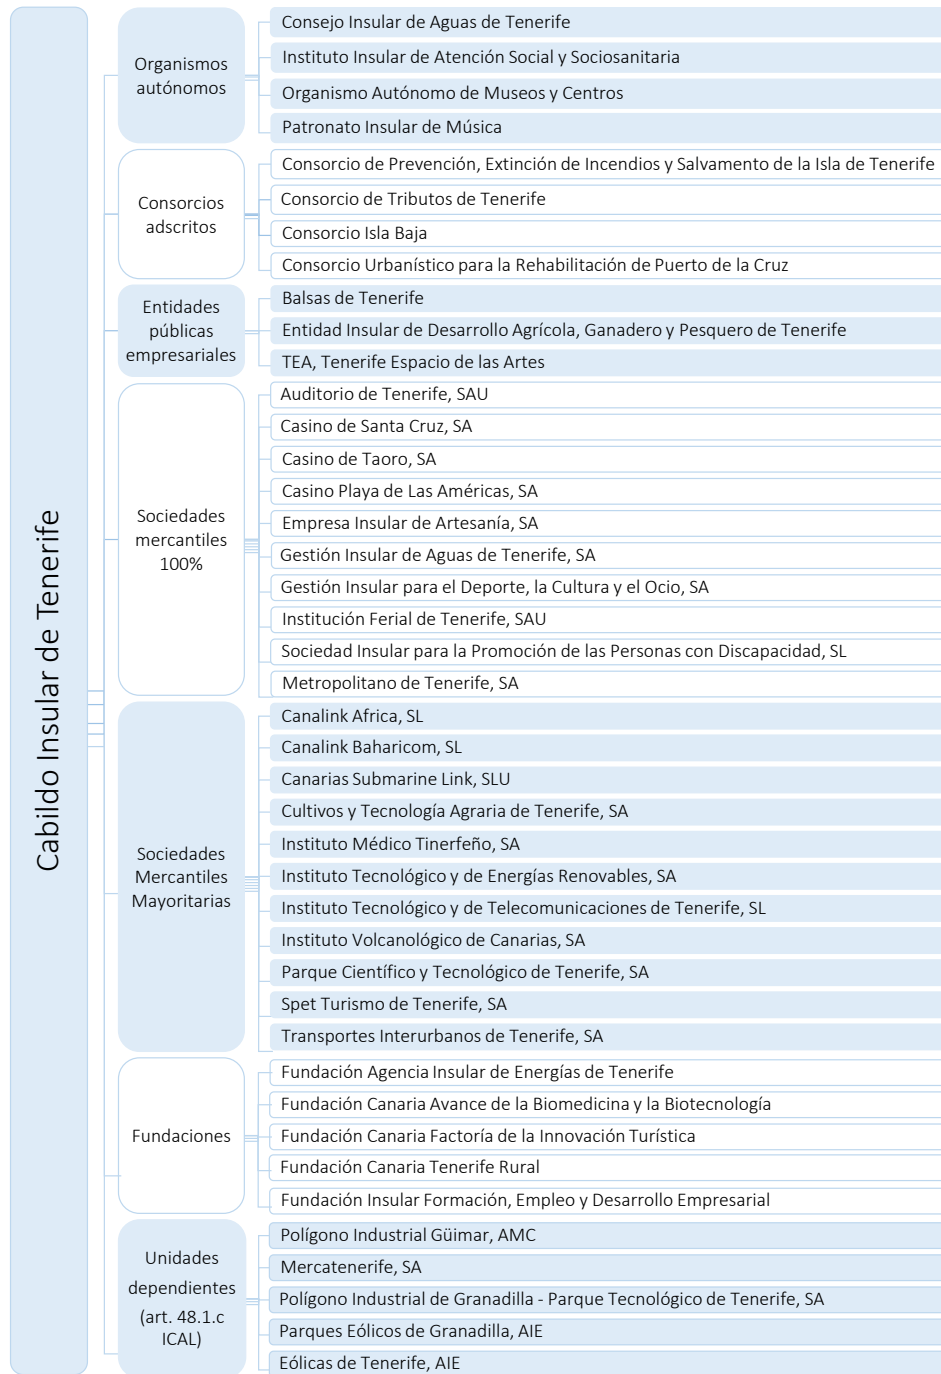 Cabildo Insular de Tenerife
Organismos
autónomos
Consejo Insular de Aguas de Tenerife
Instituto Insular de Atención Social y Sociosanitaria
Organismo Autónomo de Museos y Centros
Patronato Insular de Música
Consorcios
adscritos
Consorcio de Prevención, Extinción de Incendios y Salvamento de la Isla de Tenerife
Consorcio de Tributos de Tenerife
Consorcio Isla Baja
Consorcio Urbanístico para la Rehabilitación de Puerto de la Cruz
Entidades
públicas
empresariales
Balsas de Tenerife
Entidad Insular de Desarrollo Agrícola, Ganadero y Pesquero de Tenerife
TEA, Tenerife Espacio de las Artes
Sociedades
mercantiles
100%
Auditorio de Tenerife, SAU
Casino de Santa Cruz, SA
Casino de Taoro, SA
Casino Playa de Las Américas, SA
Empresa Insular de Artesanía, SA
Gestión Insular de Aguas de Tenerife, SA
Gestión Insular para el Deporte, la Cultura y el Ocio, SA
Institución Ferial de Tenerife, SAU
Sociedad Insular para la Promoción de las Personas con Discapacidad, SL
Metropolitano de Tenerife, SA
Sociedades
Mercantiles
Mayoritarias
Canalink Africa, SL
Canalink Baharicom, SL
Canarias Submarine Link, SLU
Cultivos y Tecnología Agraria de Tenerife, SA
Instituto Médico Tinerfeño, SA
Instituto Tecnológico y de Energías Renovables, SA
Instituto Tecnológico y de Telecomunicaciones de Tenerife, SL
Instituto Volcanológico de Canarias, SA
Parque Científico y Tecnológico de Tenerife, SA
Spet Turismo de Tenerife, SA
Transportes Interurbanos de Tenerife, SA
Fundaciones
Fundación Agencia Insular de Energías de Tenerife
Fundación Canaria Avance de la Biomedicina y la Biotecnología
Fundación Canaria Factoría de la Innovación Turística
Fundación Canaria Tenerife Rural
Fundación Insular Formación, Empleo y Desarrollo Empresarial
Unidades
dependientes
(art. 48.1.c
ICAL)
Polígono Industrial Güimar, AMC
Mercatenerife, SA
Polígono Industrial de Granadilla - Parque Tecnológico de Tenerife, SA
Parques Eólicos de Granadilla, AIE
Eólicas de Tenerife, AIE